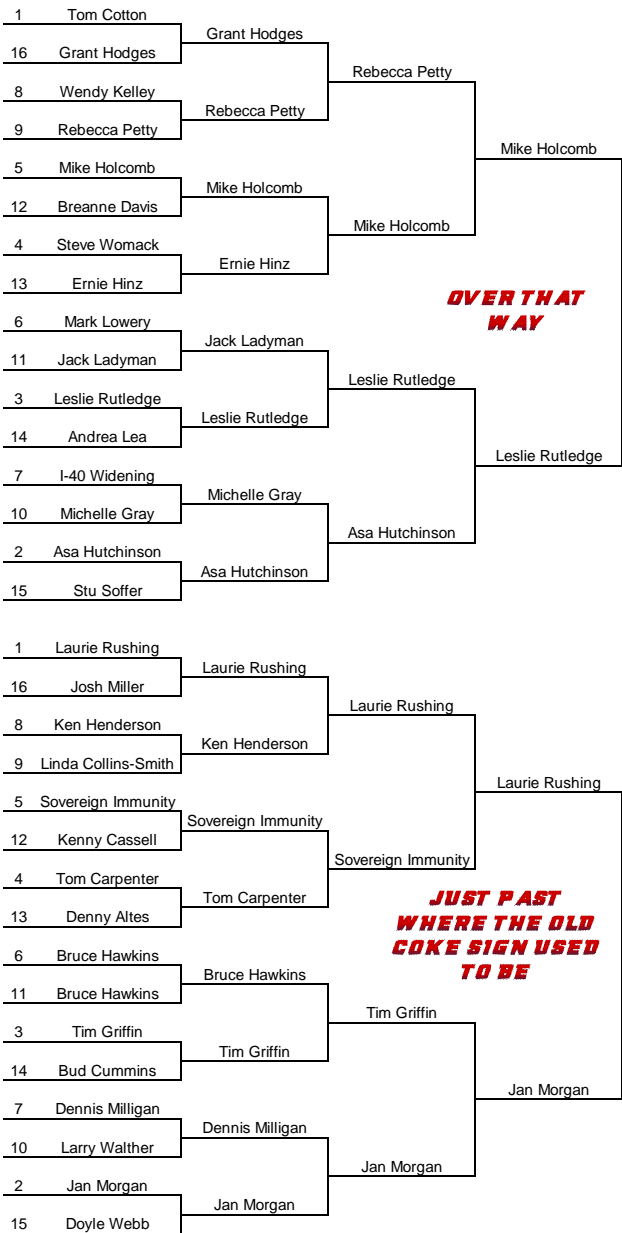 1 Tom Cotton
Grant Hodges
16 Grant Hodges
Rebecca Petty
8 Wendy Kelley
Rebecca Petty
9 Rebecca Petty
Mike Holcomb
5 Mike Holcomb
Mike Holcomb
12 Breanne Davis
Mike Holcomb
4 Steve Womack
Ernie Hinz
13 Ernie Hinz
OVER THAT
WAY
6 Mark Lowery
Jack Ladyman
11 Jack Ladyman
Leslie Rutledge
3 Leslie Rutledge
Leslie Rutledge
14 Andrea Lea
Leslie Rutledge
7 I-40 Widening
Michelle Gray
10 Michelle Gray
Asa Hutchinson
2 Asa Hutchinson
Asa Hutchinson
15 Stu Soffer
1 Laurie Rushing
Laurie Rushing
16 Josh Miller
Laurie Rushing
8 Ken Henderson
Ken Henderson
9 Linda Collins-Smith
Laurie Rushing
5 Sovereign Immunity
Sovereign Immunity
12 Kenny Cassell
Sovereign Immunity
4 Tom Carpenter
Tom Carpenter
13 Denny Altes
JUST PAST
WHERE THE OLD
COKE SIGN USED
TO BE
6 Bruce Hawkins
Bruce Hawkins
11 Bruce Hawkins
Tim Griffin
3 Tim Griffin
Tim Griffin
14 Bud Cummins
Jan Morgan
7 Dennis Milligan
Dennis Milligan
10 Larry Walther
Jan Morgan
2 Jan Morgan
Jan Morgan
15 Doyle Webb